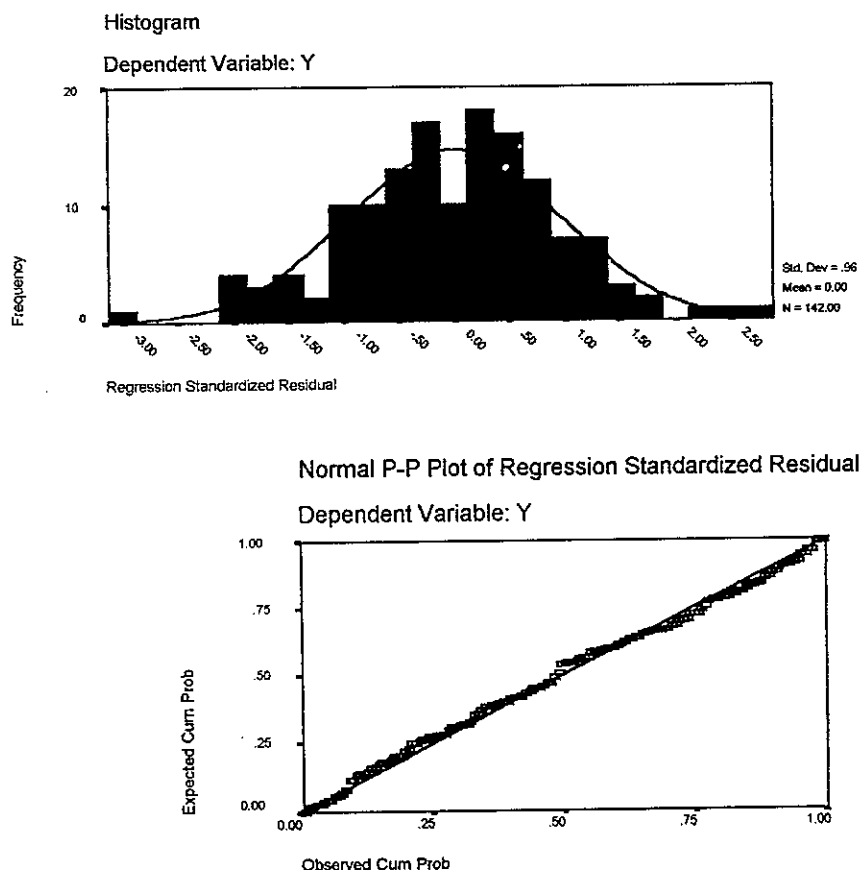 Histogram
Dependent Variable: Y
20
10
0
Frequency
-3.00 -2.50 -2.00 -1.50 -1.00 -.50 0.00 .50 1.00 1.50 2.00 2.50
Std. Dev = .96
Mean = 0.00
N = 142.00
Regression Standardized Residual
Normal P-P Plot of Regression Standardized Residual
Dependent Variable: Y
1.00
.75
.50
.25
0.00
Expected Cum Prob
0.00 .25 .50 .75 1.00
Observed Cum Prob